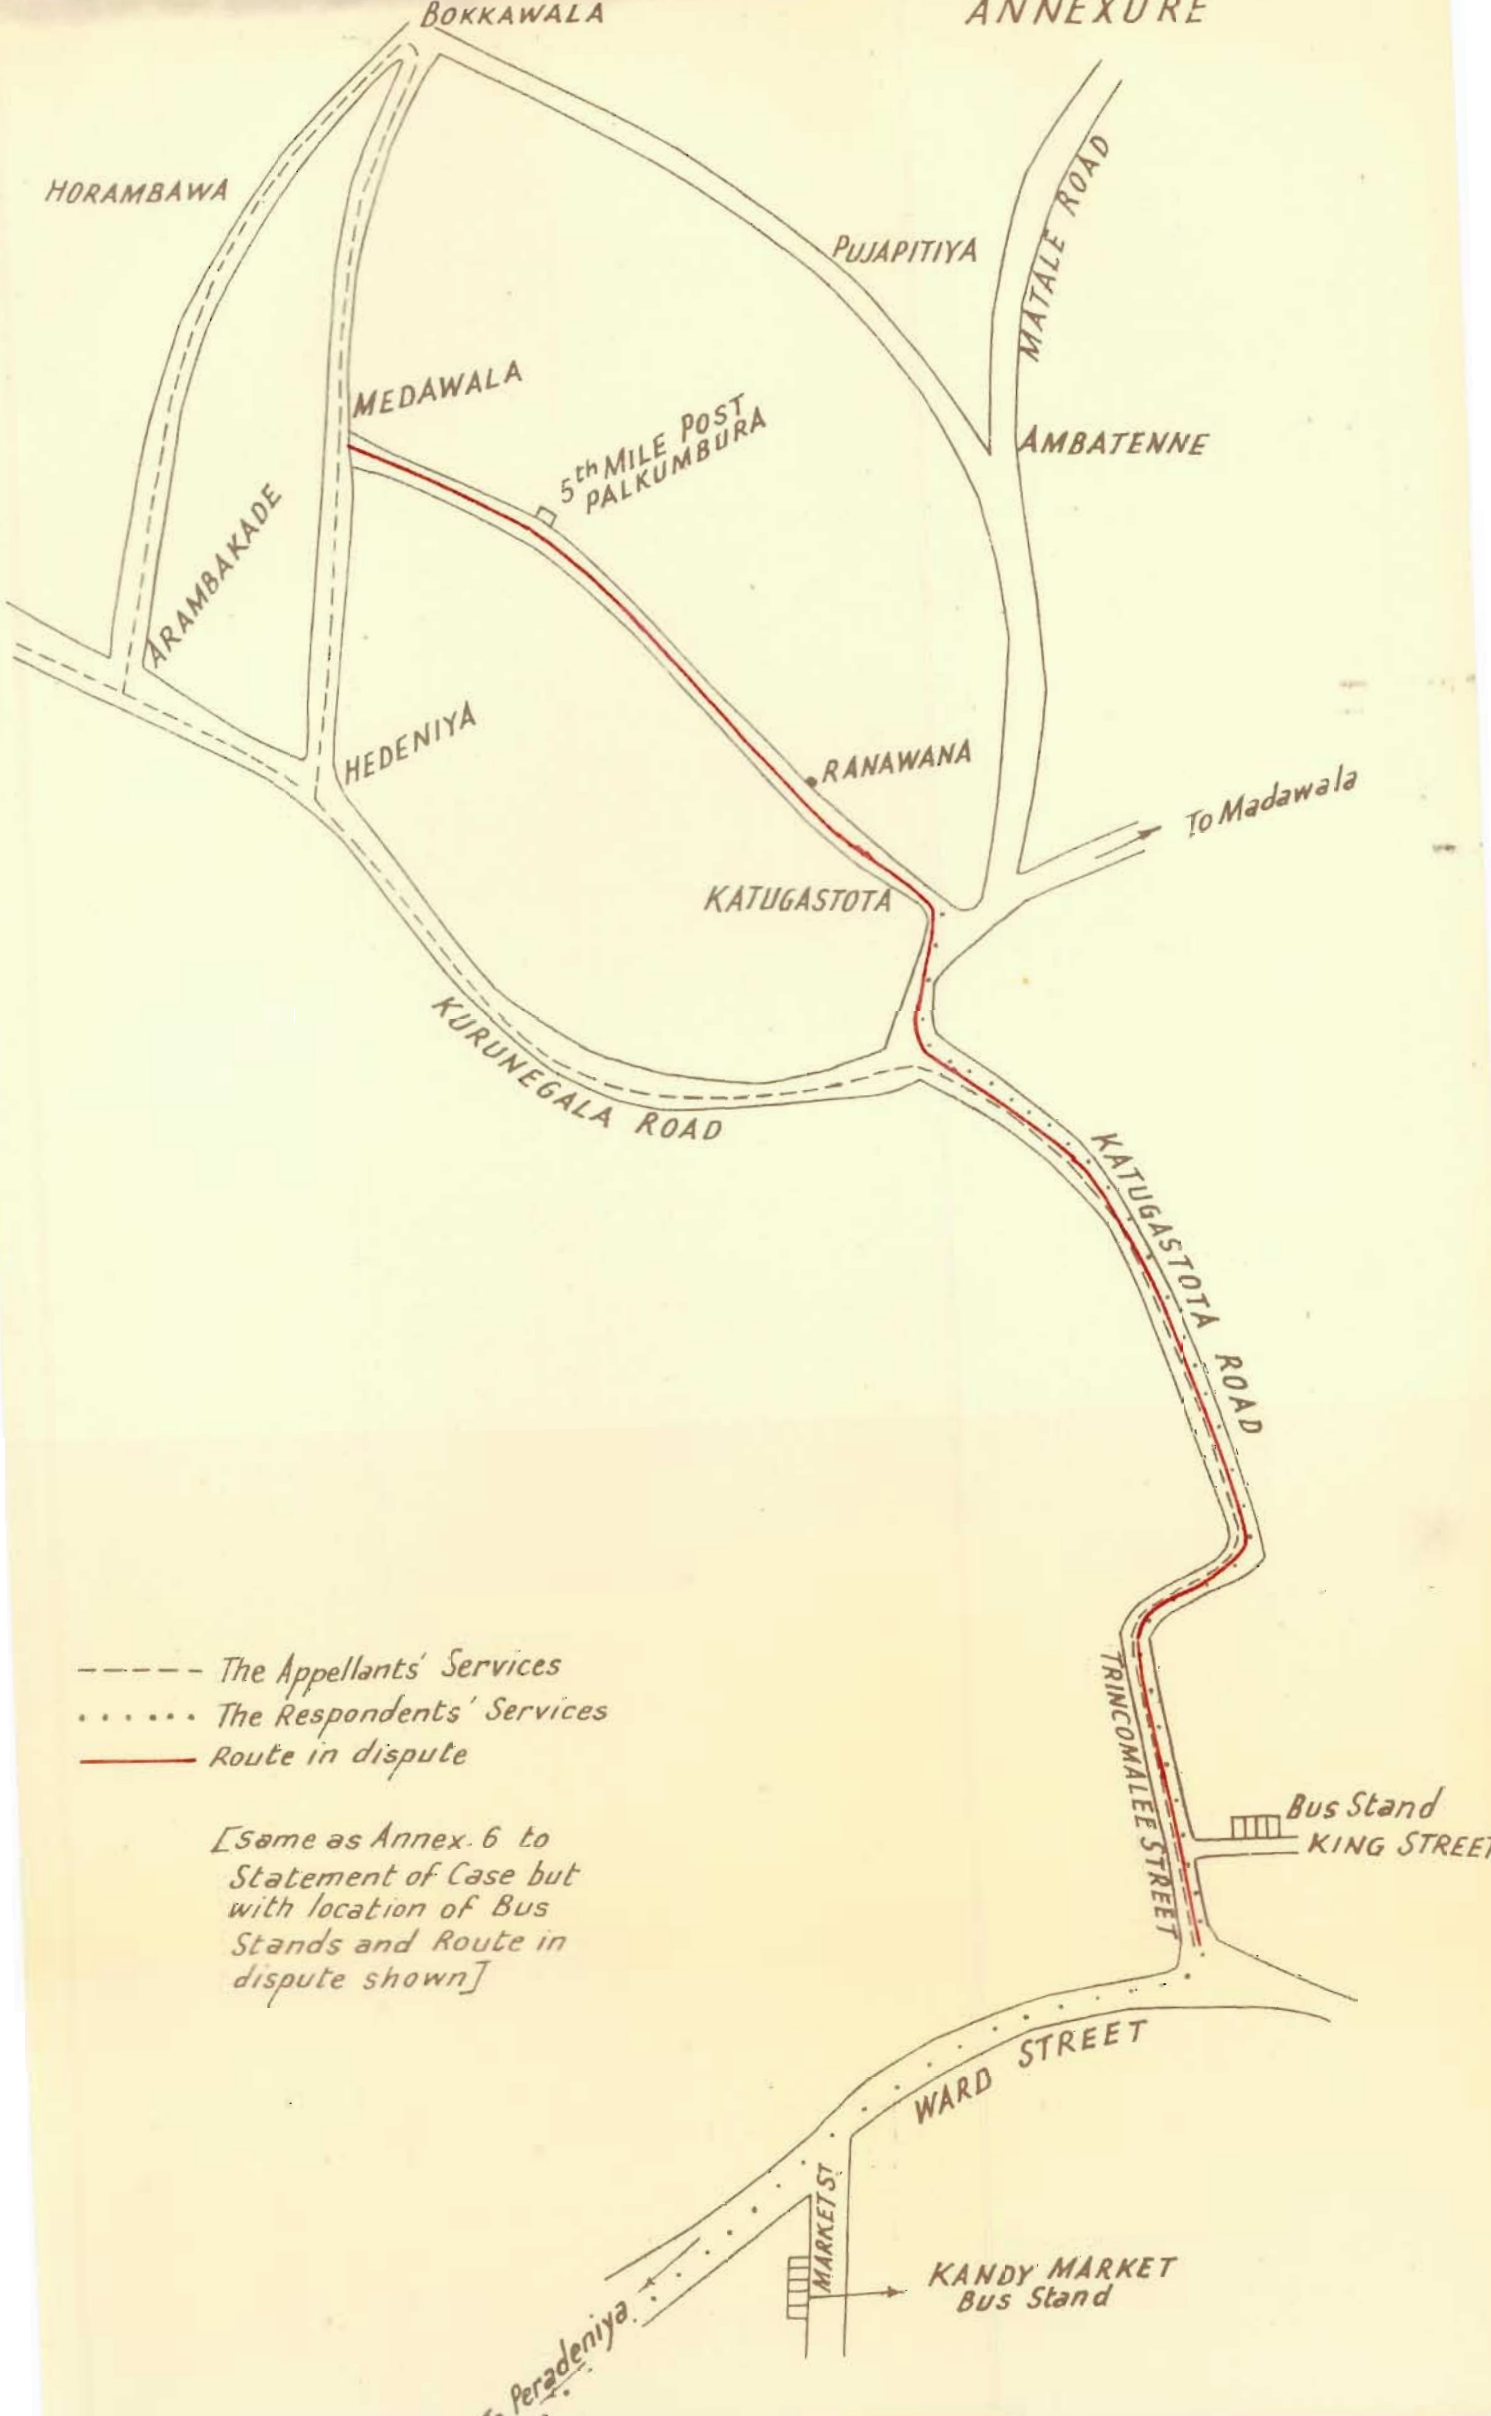 BOKKAWALA
ANNEXURE
HORAMBAWA
MATALE ROAD
PUJAPITIYA
MEDAWALA
5th MILE POST
PALKUMBURA
AMBATENNE
ARAMBAKADE
HEDENIYA
RANAWANA
To Madawala
KATUGASTOTA
KURUNEGALA ROAD
KATUGASTOTA ROAD
The Appellants' Services
The Respondents' Services
Route in dispute
TRINCOMALEE STREET
[Same as Annex. 6 to
Statement of Case but
with location of Bus
Stands and Route in
dispute shown]
Bus Stand
KING STREET
WARD STREET
MARKET ST
KANDY MARKET
Bus Stand
Peradeniya